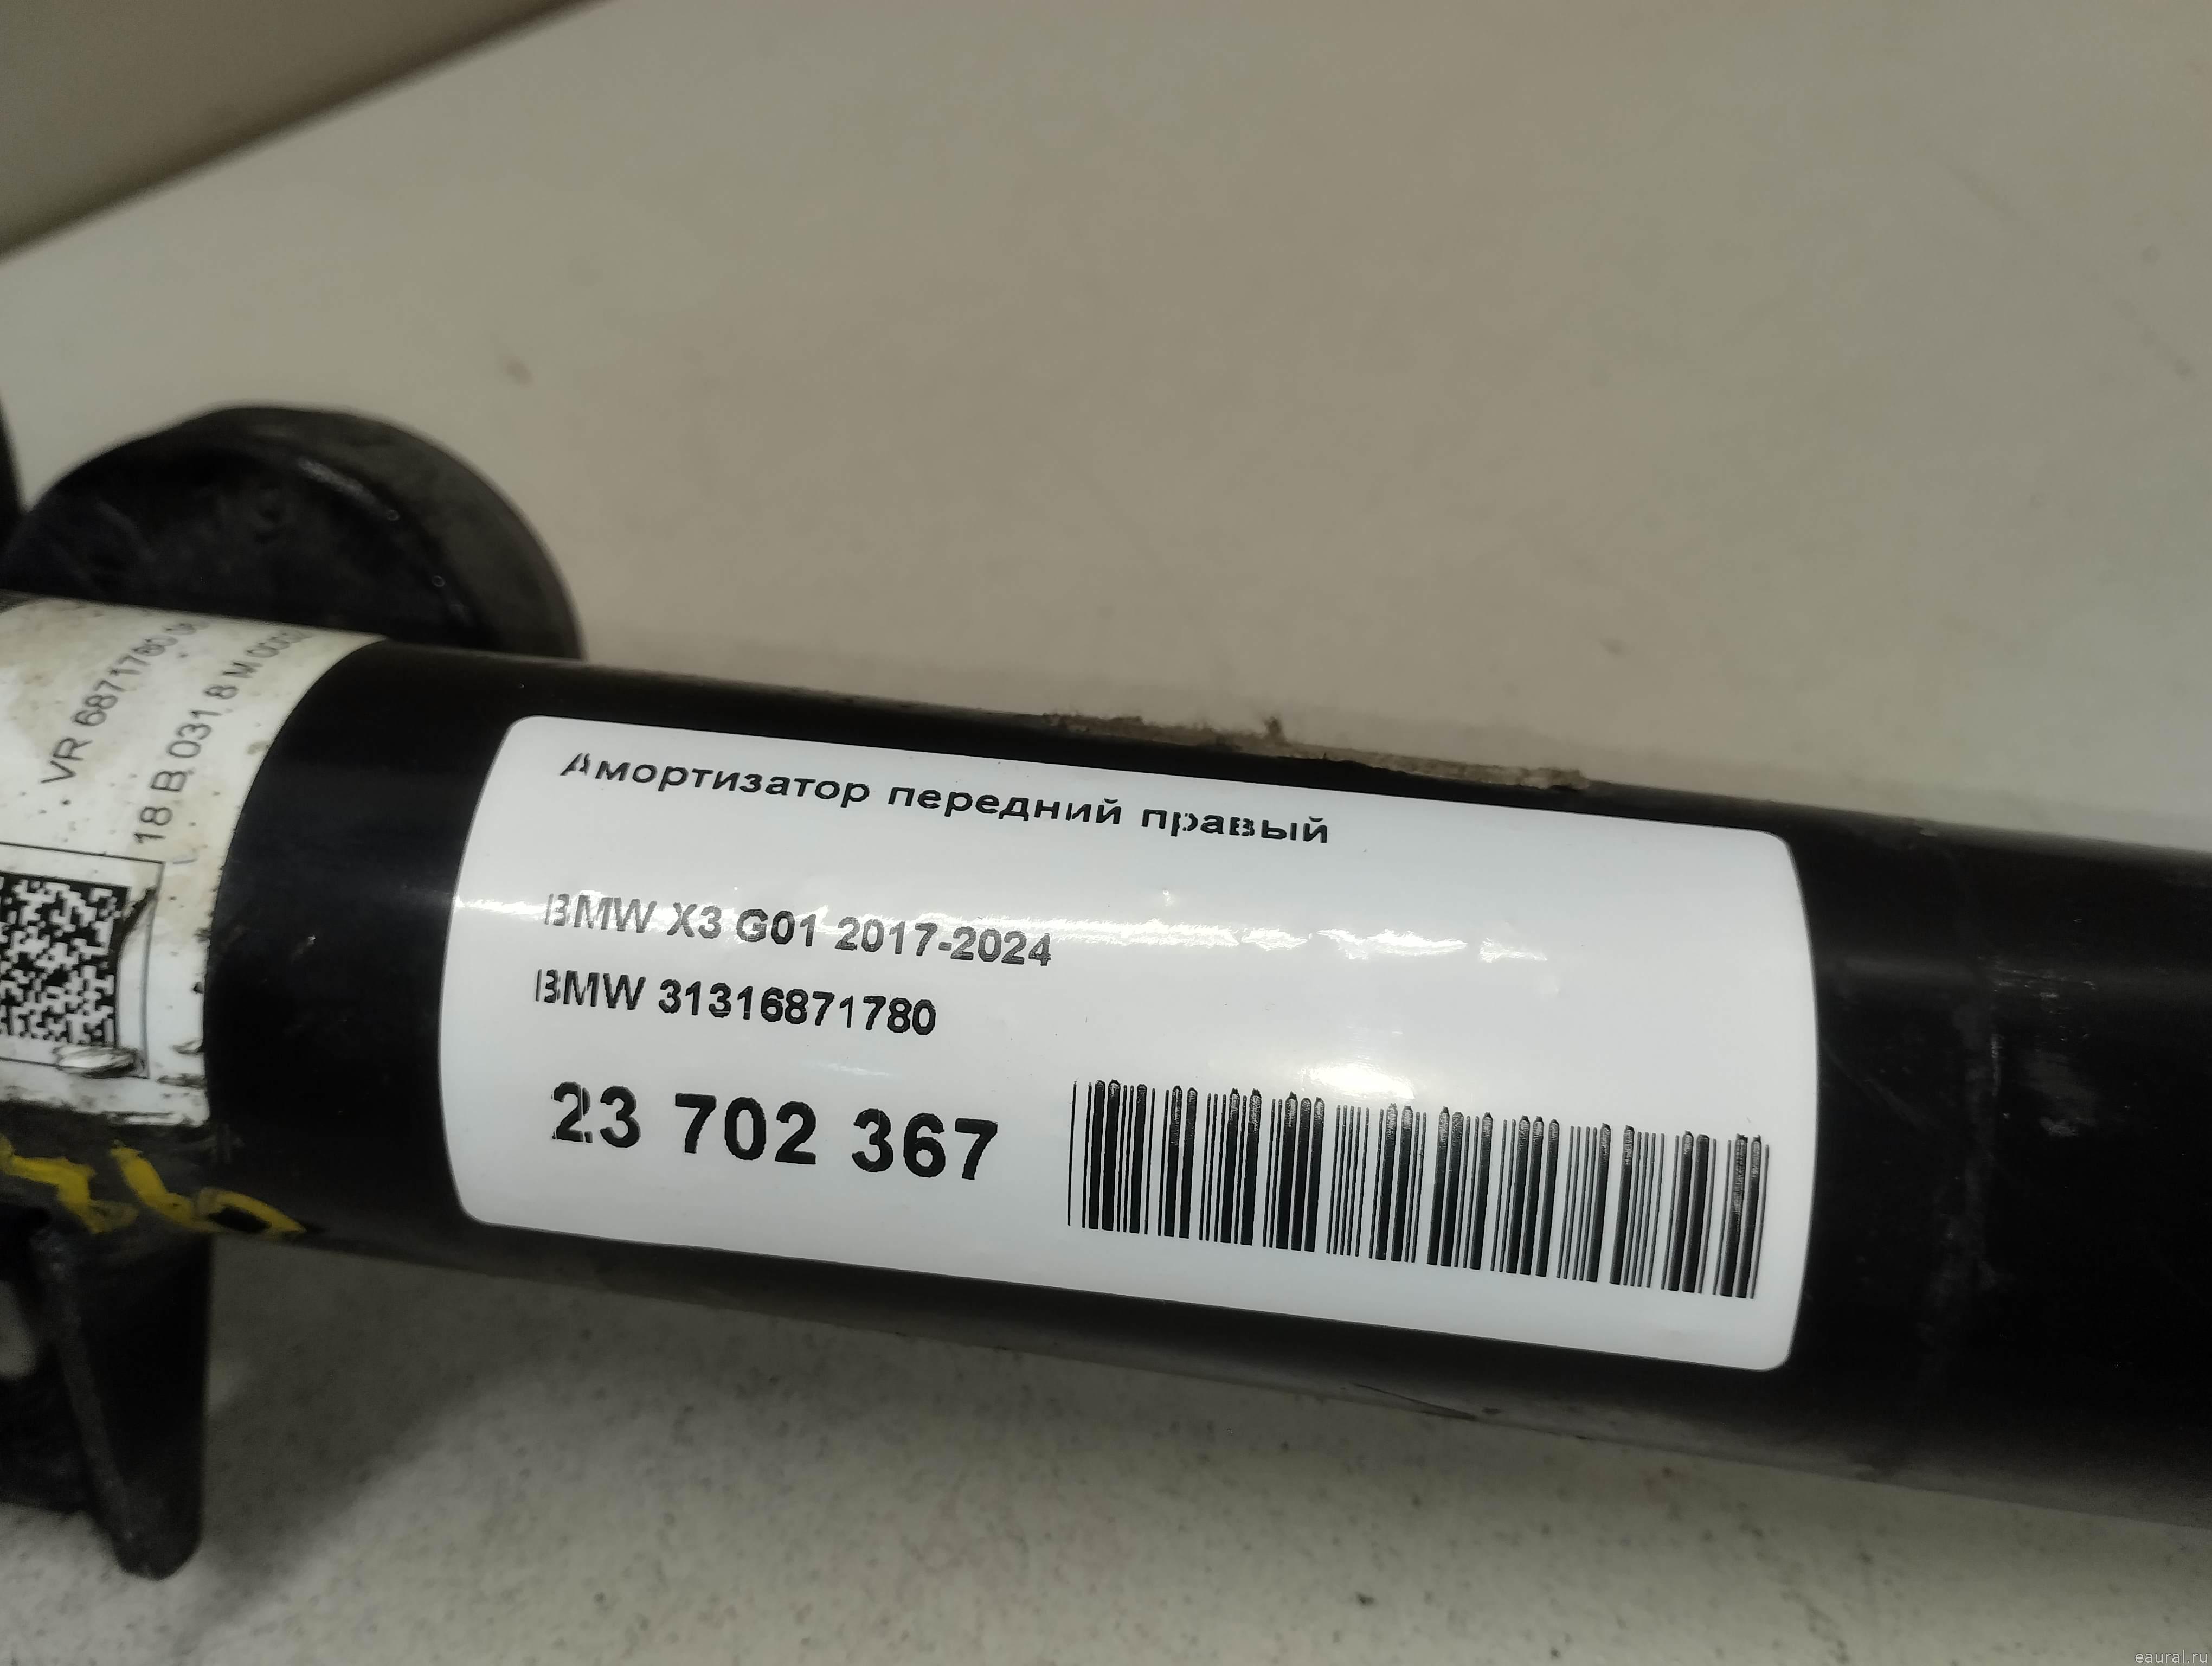 VR 6871780
18 B 031 8 M
Амортизатор передний правый
BMW X3 G01 2017-2024
BMW 31316871780
23 702 367
eaural.ru